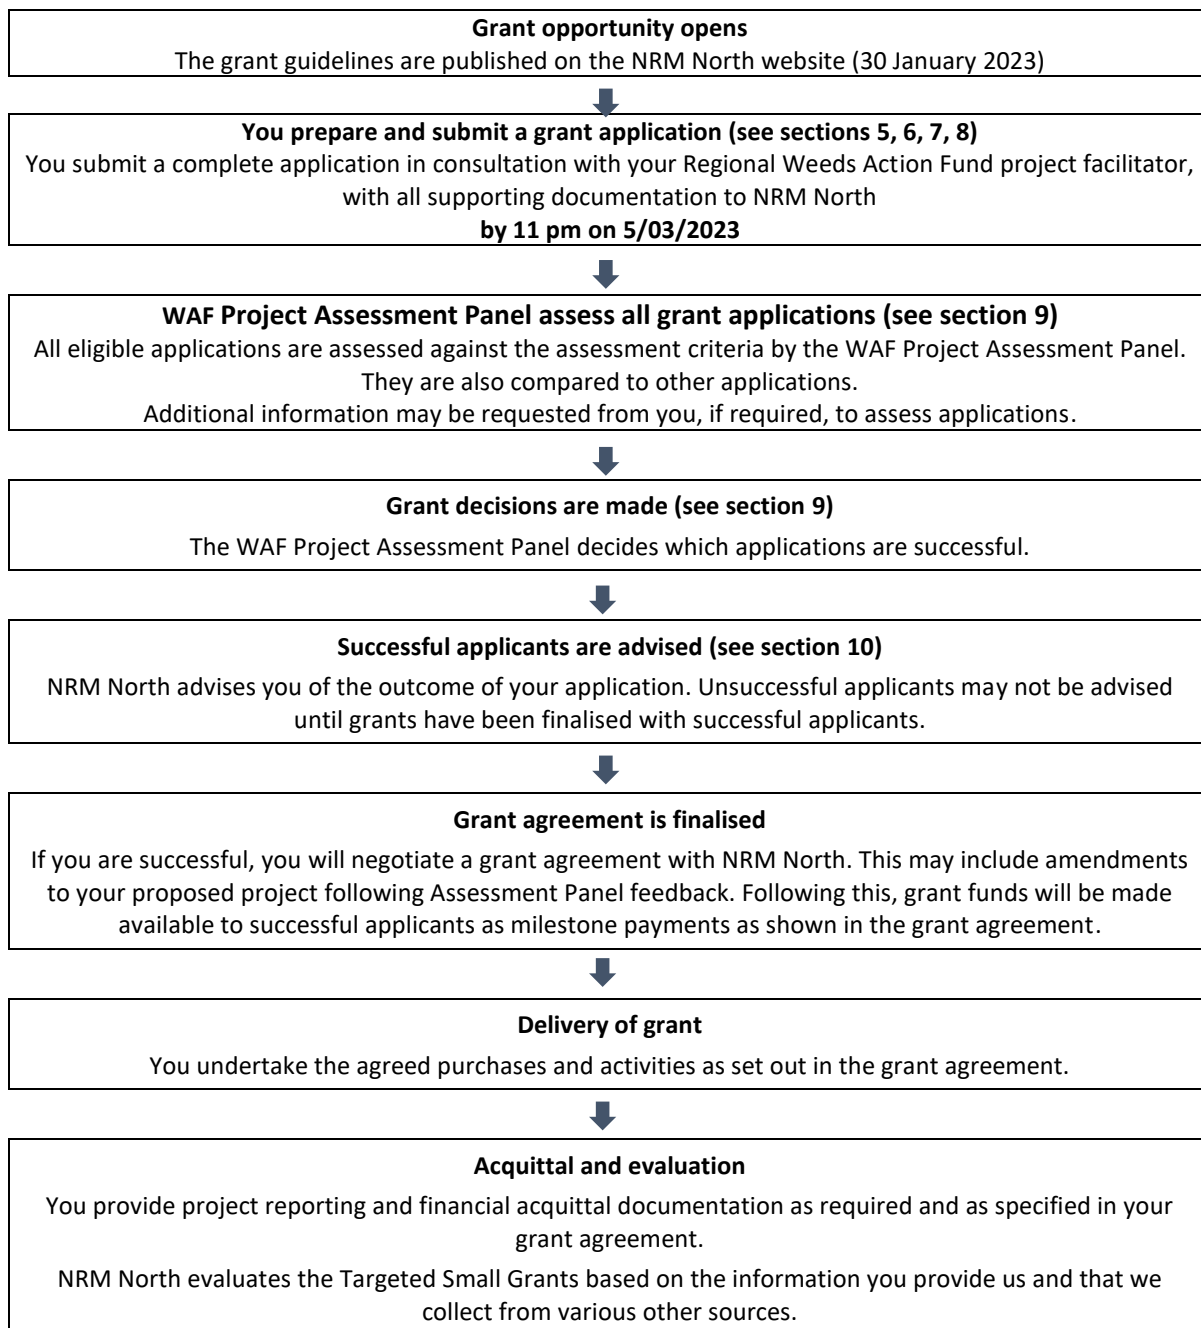 Grant opportunity opens
The grant guidelines are published on the NRM North website (30 January 2023)
You prepare and submit a grant application (see sections 5, 6, 7, 8)
You submit a complete application in consultation with your Regional Weeds Action Fund project facilitator,
with all supporting documentation to NRM North
by 11 pm on 5/03/2023
WAF Project Assessment Panel assess all grant applications (see section 9)
All eligible applications are assessed against the assessment criteria by the WAF Project Assessment Panel.
They are also compared to other applications.
Additional information may be requested from you, if required, to assess applications.
Grant decisions are made (see section 9)
The WAF Project Assessment Panel decides which applications are successful.
Successful applicants are advised (see section 10)
NRM North advises you of the outcome of your application. Unsuccessful applicants may not be advised
until grants have been finalised with successful applicants.
Grant agreement is finalised
If you are successful, you will negotiate a grant agreement with NRM North. This may include amendments
to your proposed project following Assessment Panel feedback. Following this, grant funds will be made
available to successful applicants as milestone payments as shown in the grant agreement.
Delivery of grant
You undertake the agreed purchases and activities as set out in the grant agreement.
Acquittal and evaluation
You provide project reporting and financial acquittal documentation as required and as specified in your
grant agreement.
NRM North evaluates the Targeted Small Grants based on the information you provide us and that we
collect from various other sources.